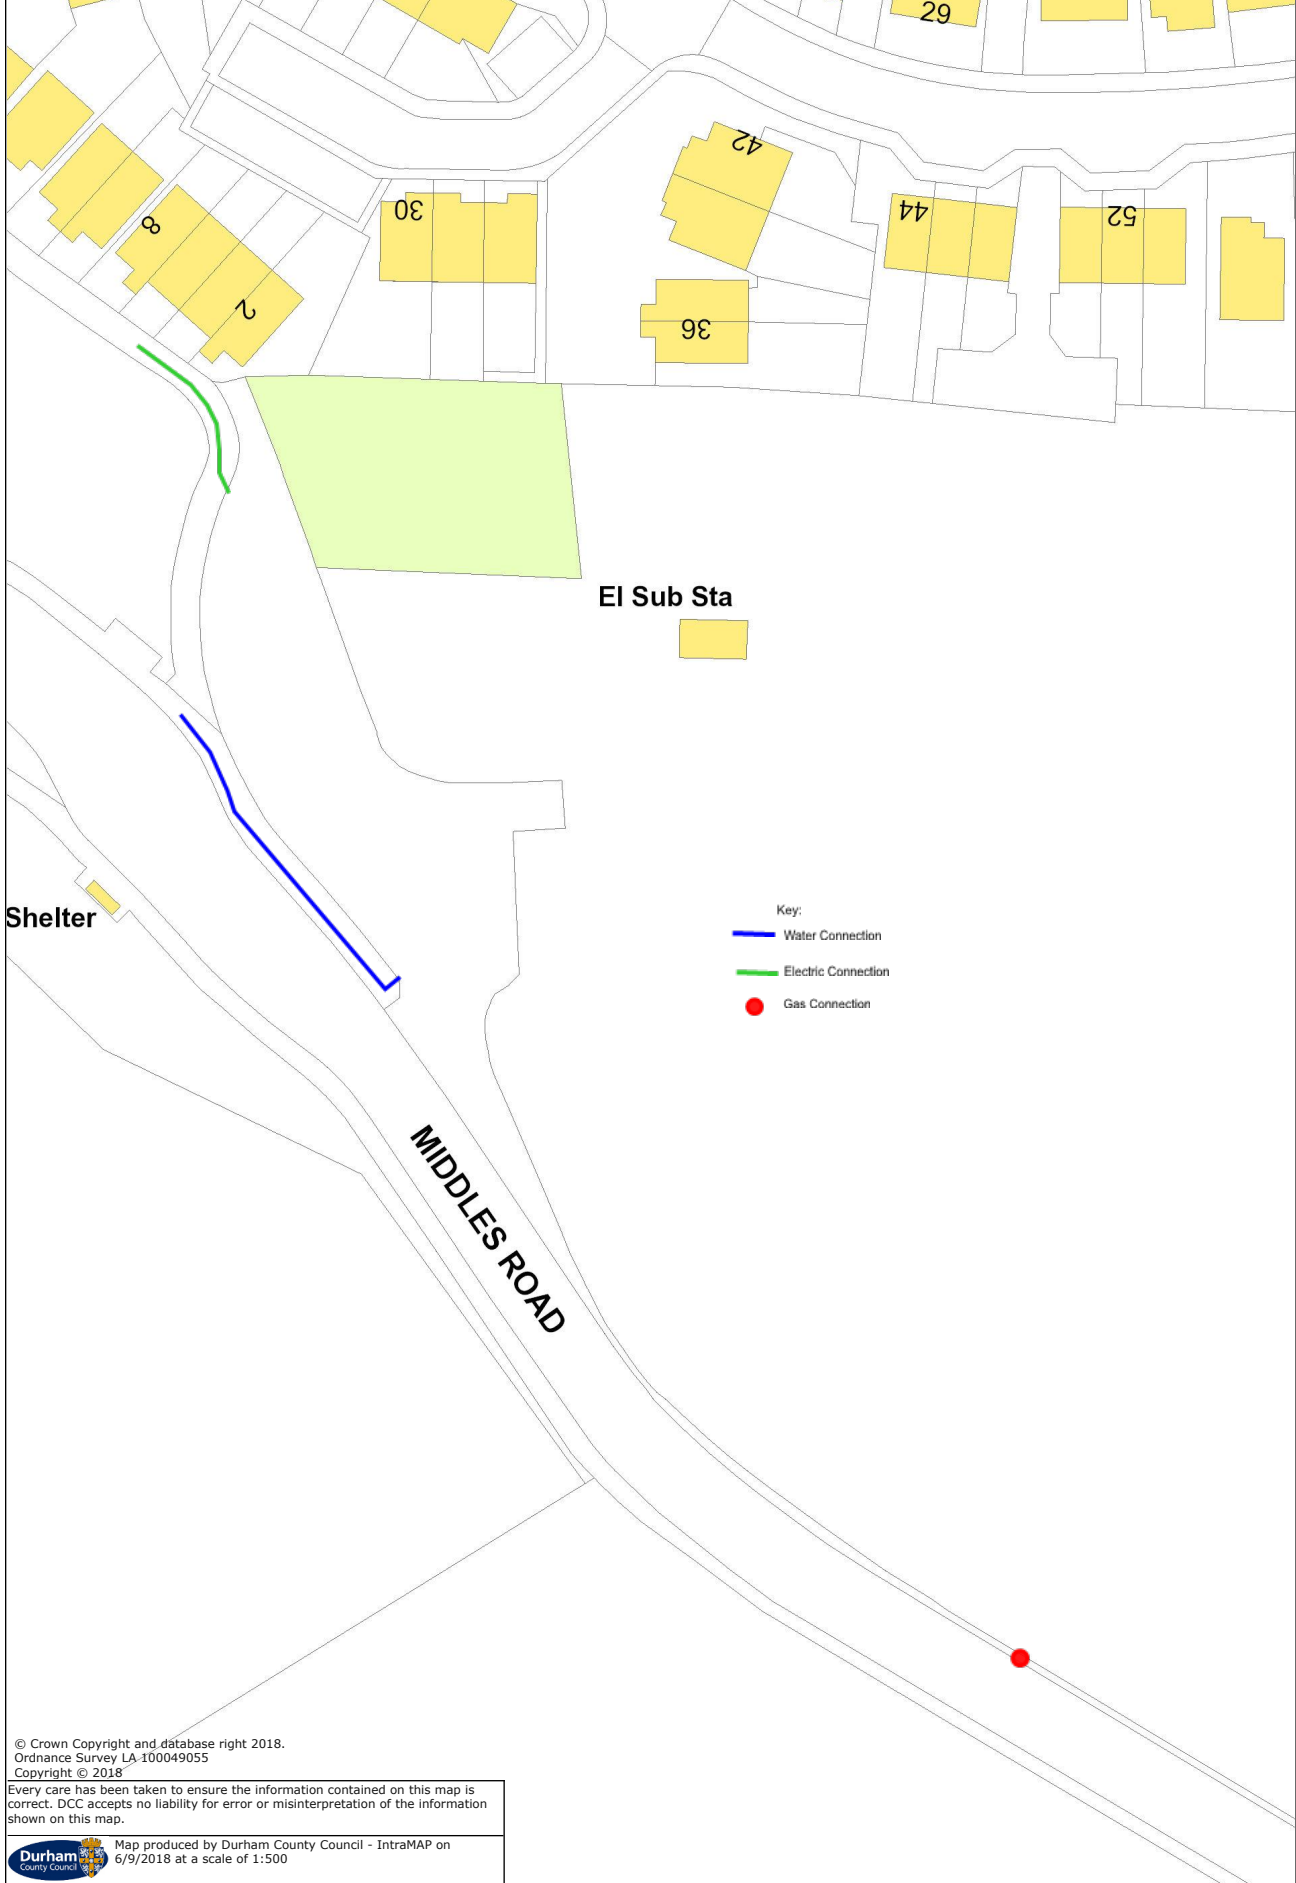 29
42
8
30
44
52
2
36
El Sub Sta
Shelter
Key:
Water Connection
Electric Connection
Gas Connection
MIDDLES ROAD
© Crown Copyright and database right 2018.
Ordnance Survey LA 100049055
Copyright © 2018
Every care has been taken to ensure the information contained on this map is
correct. DCC accepts no liability for error or misinterpretation of the information
shown on this map.
Durham
County Council
Map produced by Durham County Council - IntraMAP on
6/9/2018 at a scale of 1:500